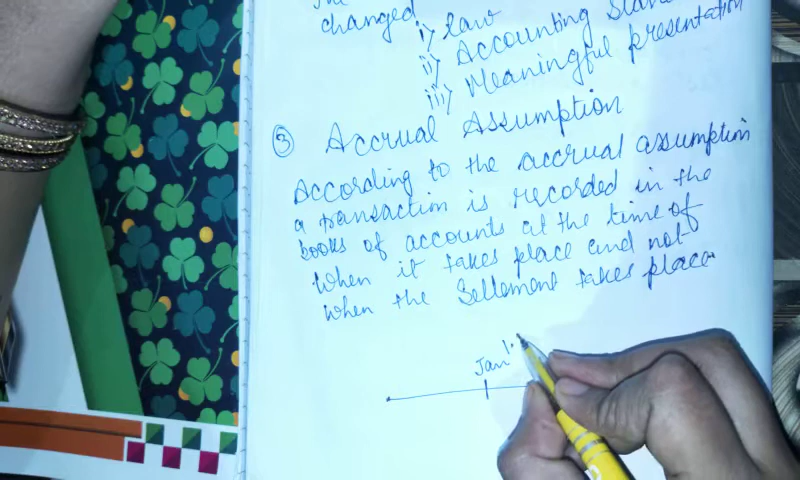 changed i) law
ii) Accounting
iii) Meaningful presentation
③ Accrual Assumption
According to the accrual assumption
a transaction is recorded in the
books of accounts at the time of
when it takes place and not
when the Settlement takes place
Jan 1